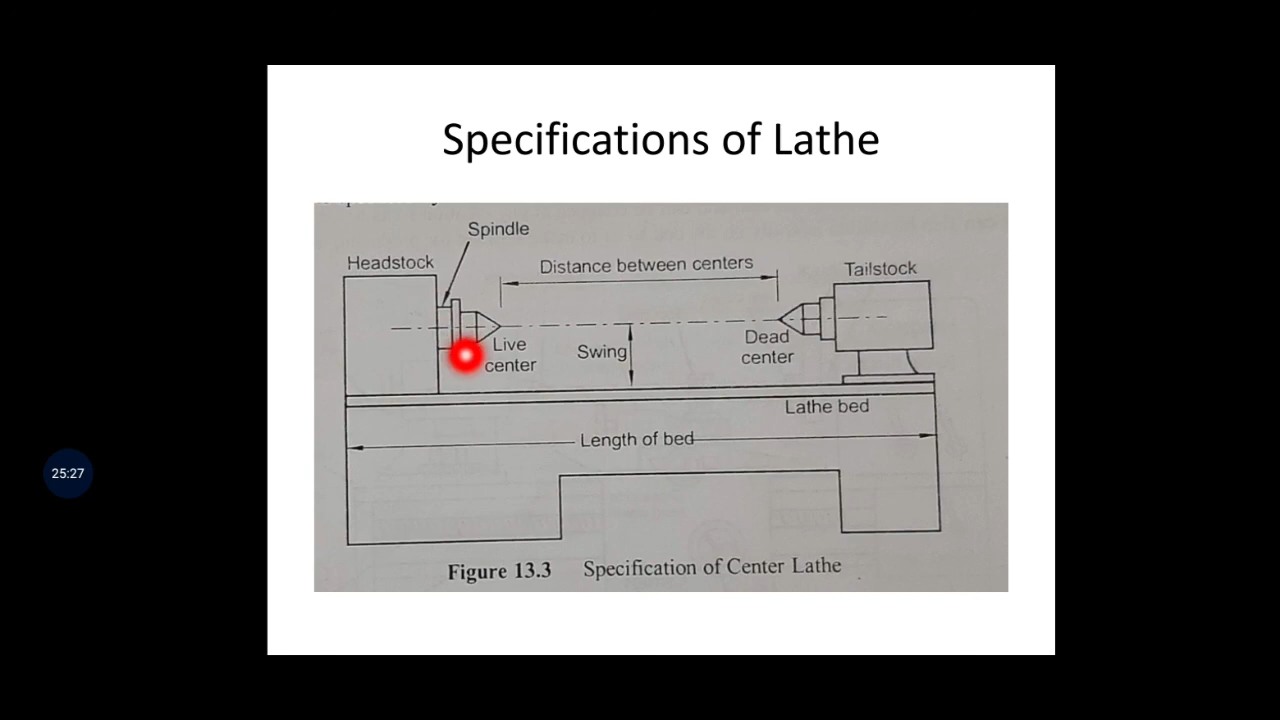 Specifications of Lathe
Spindle
Headstock
Distance between centers
Tailstock
Live
center
Swing
Dead
center
Lathe bed
Length of bed
Figure 13.3 Specification of Center Lathe
25:27